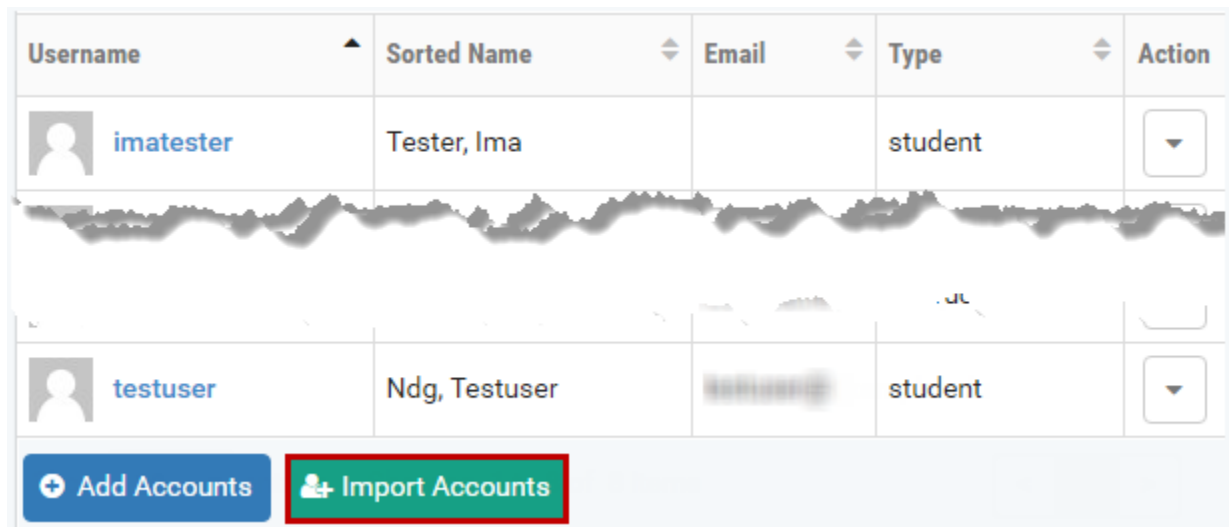 Username Sorted Name Email Type Action
imatester Tester, Ima student
testuser Ndg, Testuser student
Add Accounts Import Accounts